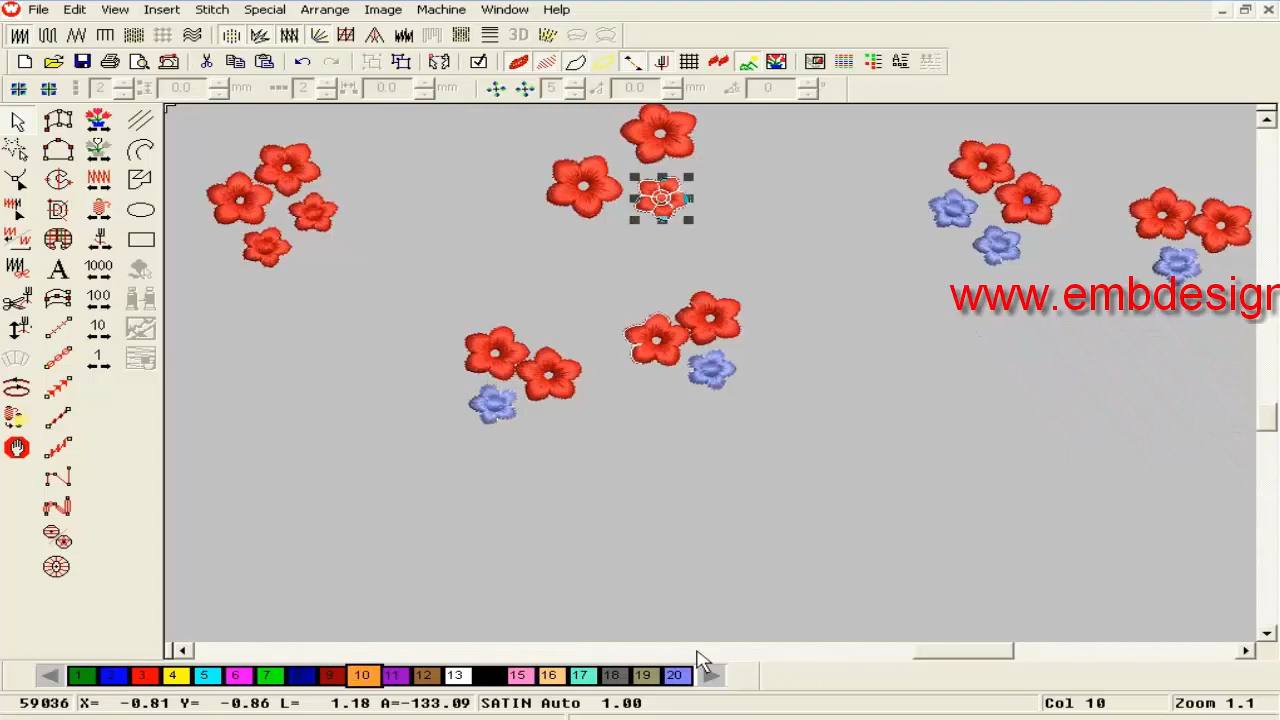 File Edit View Insert Stitch Special Arrange Image Machine Window Help
3D
2 0.0 mm 2 0.0 mm 5 0.0 mm 0 °
A 1000
100
10
1
www.embdesign
1 2 3 4 5 6 7 8 9 10 11 12 13 15 16 17 18 19 20
59036 X= -0.81 Y= -0.86 L= 1.18 A=-133.09 SATIN Auto 1.00 Col 10 Zoom 1.1